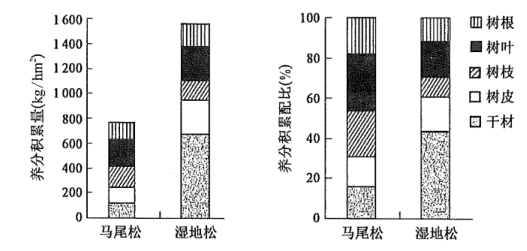 养分积累量(kg/hm²)
1 600
1 400
1 200
1 000
800
600
400
200
0
马尾松
湿地松
养分积累配比(%)
100
80
60
40
20
0
马尾松
湿地松
树根
树叶
树枝
树皮
干材